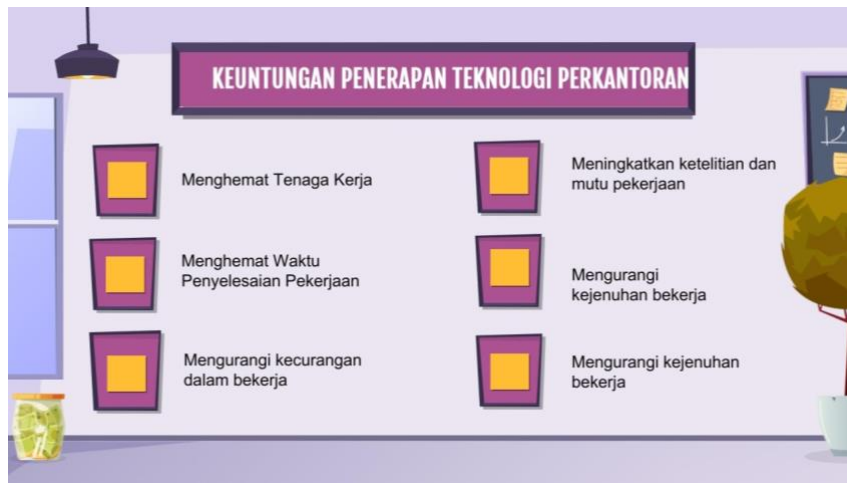 KEUNTUNGAN PENERAPAN TEKNOLOGI PERKANTORAN
Menghemat Tenaga Kerja
Menghemat Waktu
Penyelesaian Pekerjaan
Mengurangi kecurangan
dalam bekerja
Meningkatkan ketelitian dan
mutu pekerjaan
Mengurangi
kejenuhan bekerja
Mengurangi kejenuhan
bekerja